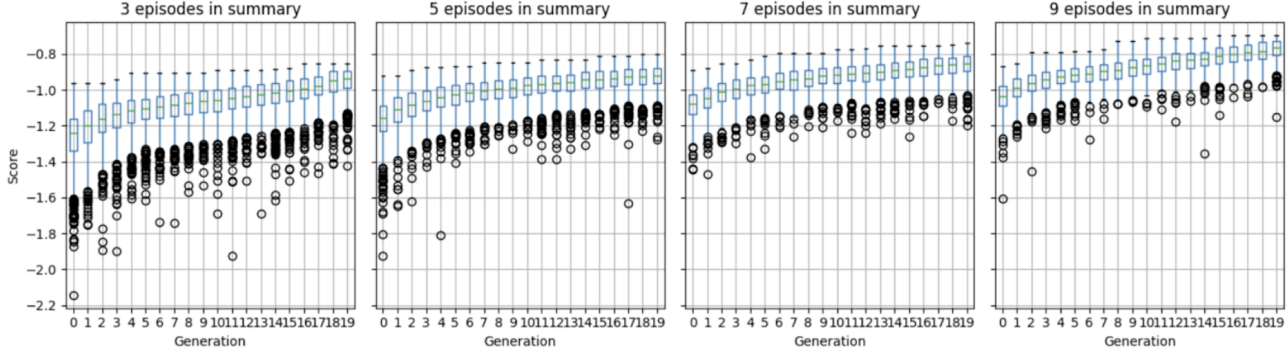 3 episodes in summary
5 episodes in summary
7 episodes in summary
9 episodes in summary
Score
−0.8
−1.0
−1.2
−1.4
−1.6
−1.8
−2.0
−2.2
0 1 2 3 4 5 6 7 8 9 10 11 12 13 14 15 16 17 18 19
0 1 2 3 4 5 6 7 8 9 10 11 12 13 14 15 16 17 18 19
0 1 2 3 4 5 6 7 8 9 10 11 12 13 14 15 16 17 18 19
0 1 2 3 4 5 6 7 8 9 10 11 12 13 14 15 16 17 18 19
Generation
Generation
Generation
Generation